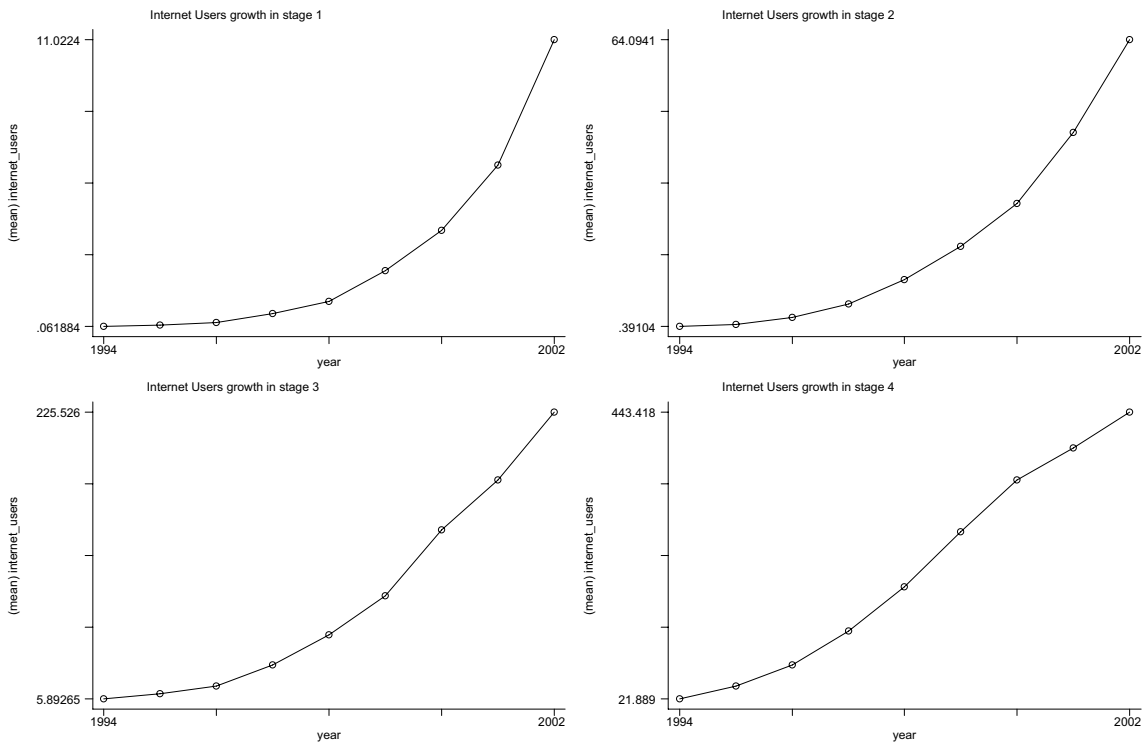 Internet Users growth in stage 1
11.0224
(mean) internet_users
.061884
1994
2002
year
Internet Users growth in stage 2
64.0941
(mean) internet_users
.39104
1994
2002
year
Internet Users growth in stage 3
225.526
(mean) internet_users
5.89265
1994
2002
year
Internet Users growth in stage 4
443.418
(mean) internet_users
21.889
1994
2002
year